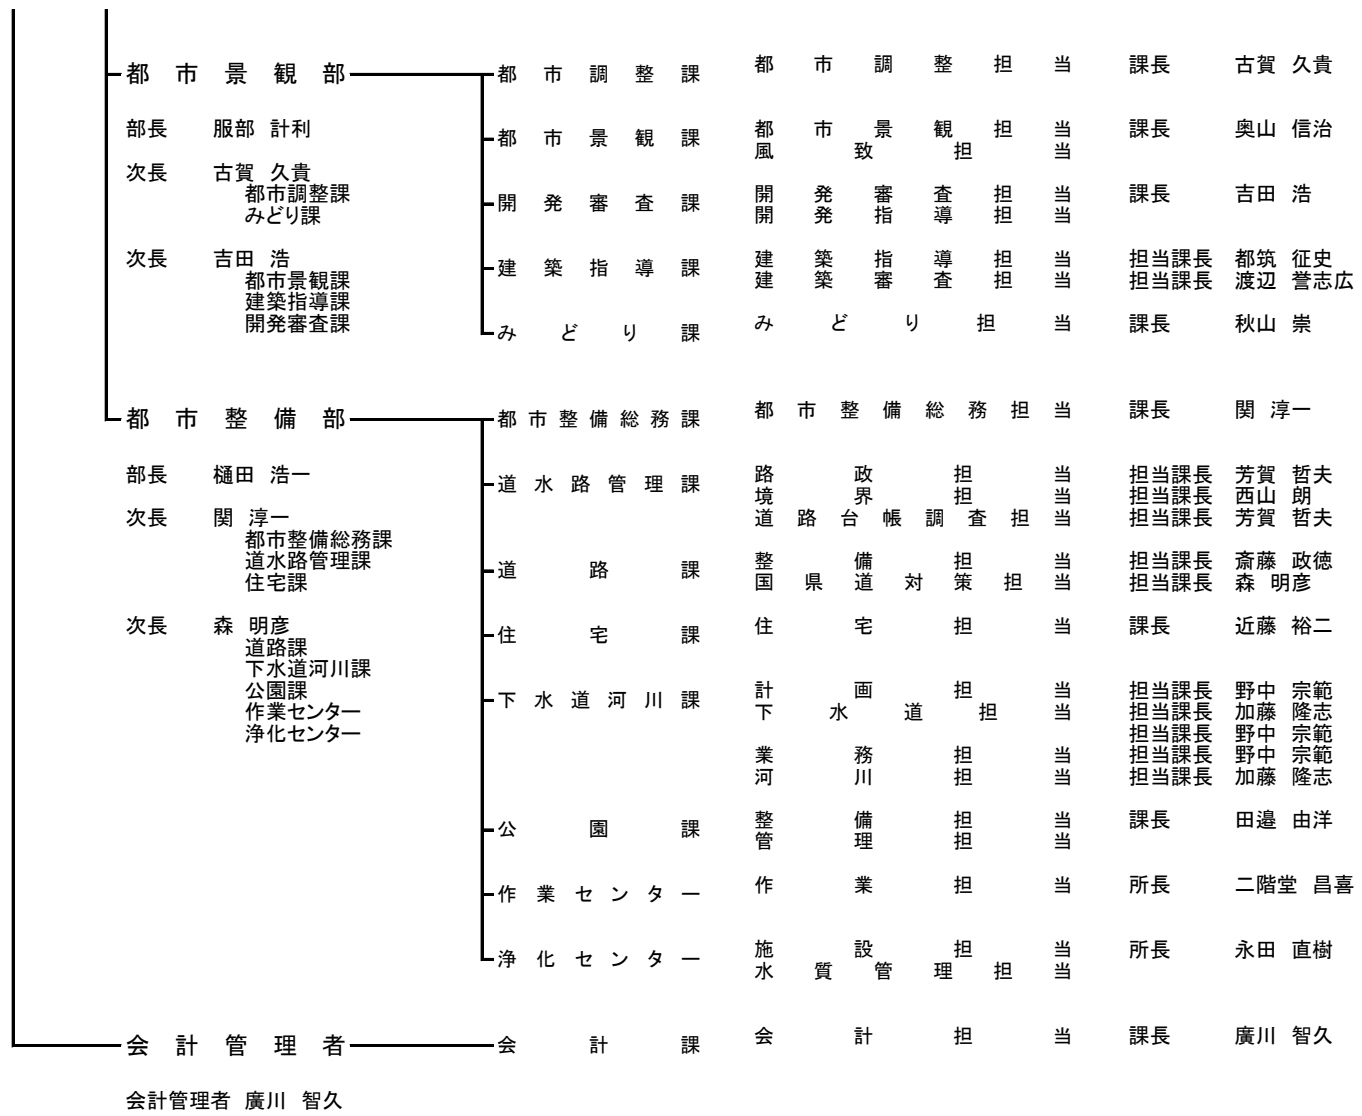 都市景観部 都市調整課 都市調整担当 課長 古賀 久貴
部長 服部 計利 都市景観課 都市景観担当 課長 奥山 信治
風致担当
次長 古賀 久貴
都市調整課 開発審査課 開発審査担当 課長 吉田 浩
みどり課 開発指導担当
次長 吉田 浩 建築指導課 建築指導担当 担当課長 都筑 征史
都市景観課 建築審査担当 担当課長 渡辺 誉志広
建築指導課
開発審査課 みどり課 みどり担当 課長 秋山 崇
都市整備部 都市整備総務課 都市整備総務担当 課長 関 淳一
部長 樋田 浩一 道水路管理課 路政担当 担当課長 芳賀 哲夫
境界担当 担当課長 西山 朗
次長 関 淳一 道路台帳調査担当 担当課長 芳賀 哲夫
都市整備総務課
道水路管理課 道路課 整備担当 担当課長 斎藤 政徳
住宅課 国県道対策担当 担当課長 森 明彦
次長 森 明彦 住宅課 住宅担当 課長 近藤 裕二
道路課
下水道河川課
公園課 下水道河川課 計画担当 担当課長 野中 宗範
作業センター 下水道担当 担当課長 加藤 隆志
浄化センター 担当課長 野中 宗範
業務担当 担当課長 野中 宗範
河川担当 担当課長 加藤 隆志
公園課 整備担当 課長 田邉 由洋
管理担当
作業センター 作業担当 所長 二階堂 昌喜
浄化センター 施設担当 所長 永田 直樹
水質管理担当
会計管理者 会計課 会計担当 課長 廣川 智久
会計管理者 廣川 智久